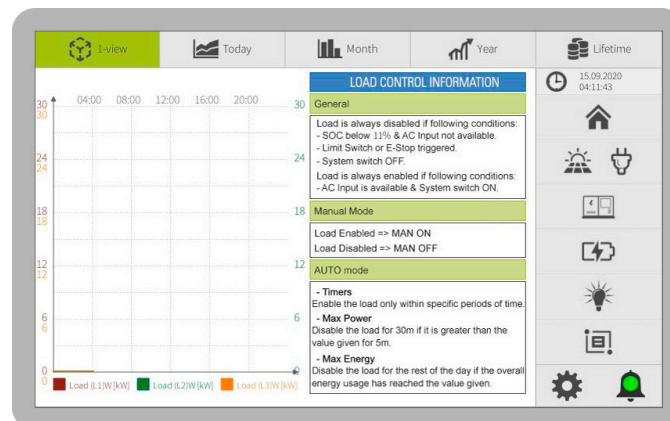 1-view
Today
Month
Year
Lifetime
LOAD CONTROL INFORMATION
15.09.2020
04:11:43
04:00 08:00 12:00 16:00 20:00
30
30
30
General
Load is always disabled if following conditions:
- SOC below 11% & AC Input not available.
- Limit Switch or E-Stop triggered.
- System switch OFF.
Load is always enabled if following conditions:
- AC Input is available & System switch ON.
24
24
24
18
18
18
Manual Mode
Load Enabled => MAN ON
Load Disabled => MAN OFF
12
12
12
AUTO mode
- Timers
Enable the load only within specific periods of time.
- Max Power
Disable the load for 30m if it is greater than the
value given for 5m.
- Max Energy
Disable the load for the rest of the day if the overall
energy usage has reached the value given.
6
6
6
0
0
0
Load (L1)W [kW] Load (L2)W [kW] Load (L3)W [kW]